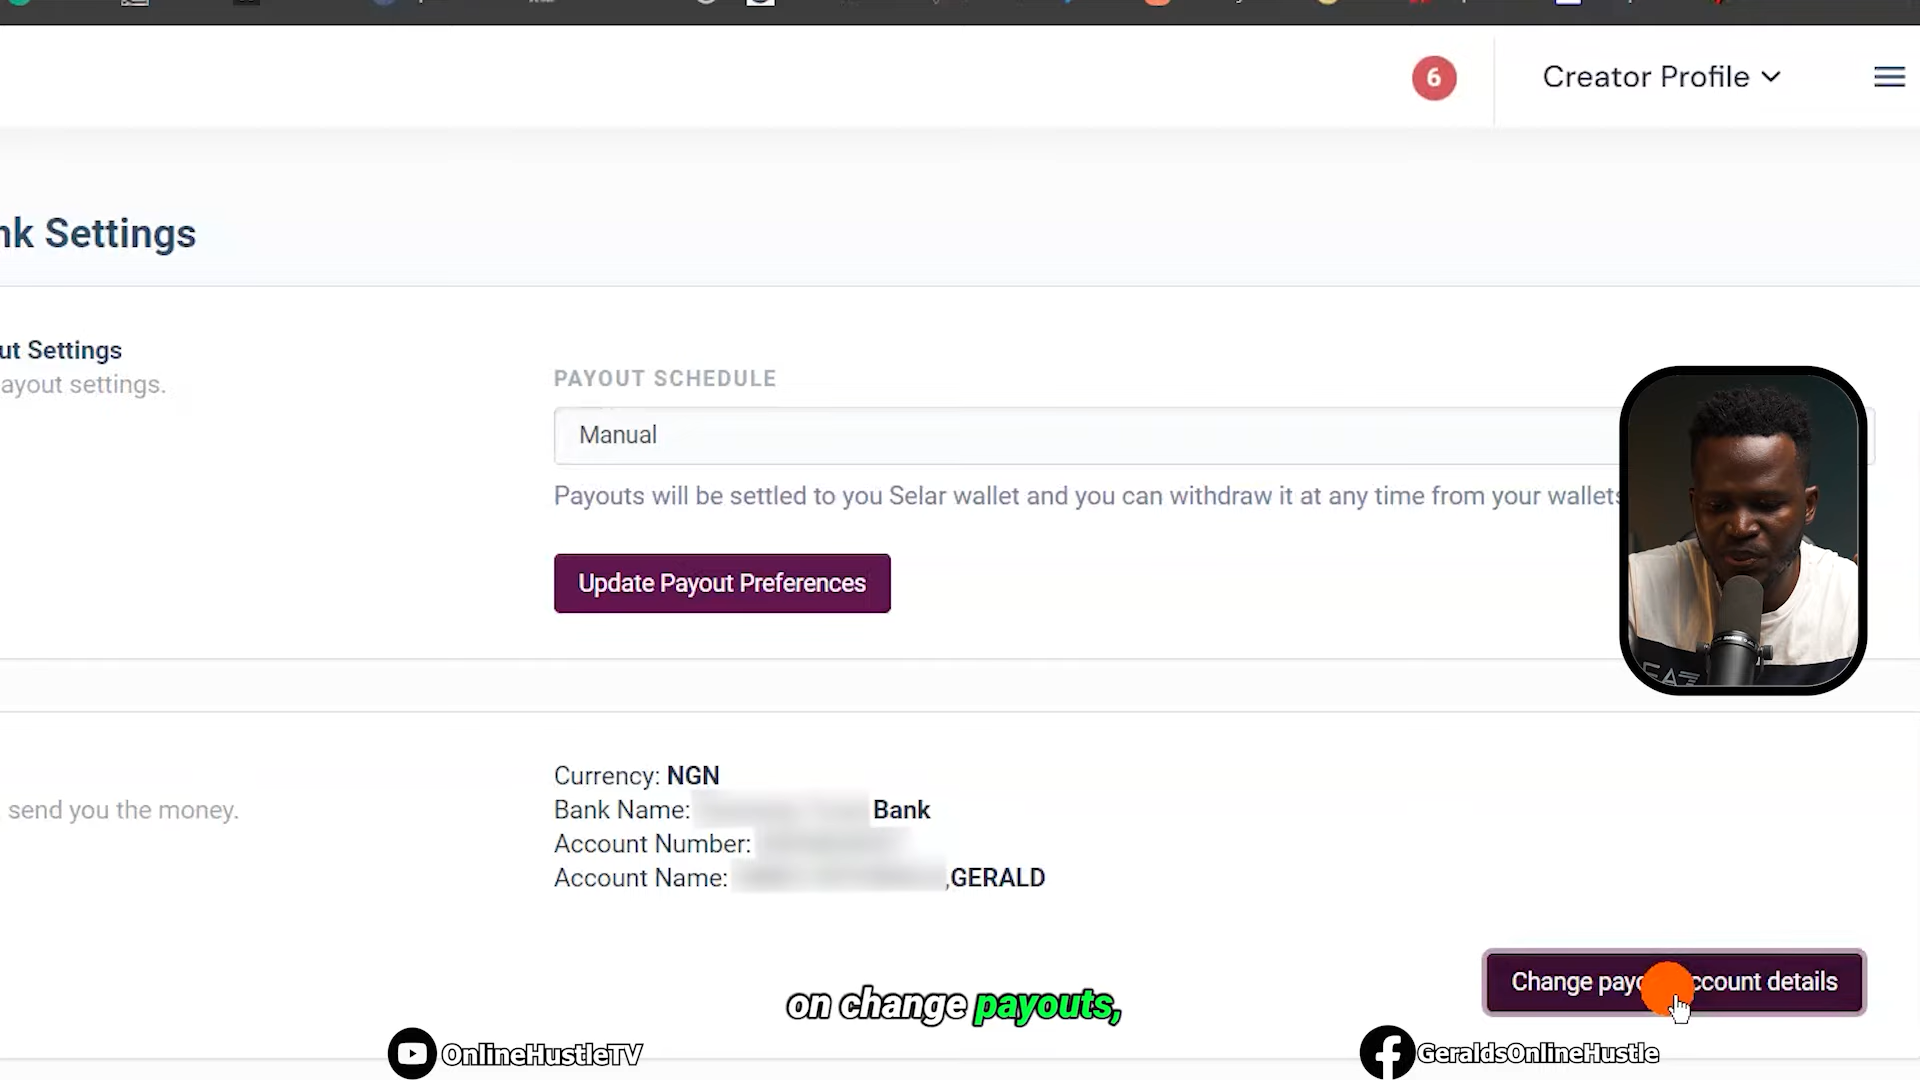 6
Creator Profile
nk Settings
ut Settings
ayout settings.
PAYOUT SCHEDULE
Manual
Payouts will be settled to you Selar wallet and you can withdraw it at any time from your wallets
Update Payout Preferences
send you the money.
Currency: NGN
Bank Name: Bank
Account Number:
Account Name: ,GERALD
Change payo ccount details
on change payouts,
OnlineHustleTV
GeraldsOnlineHustle